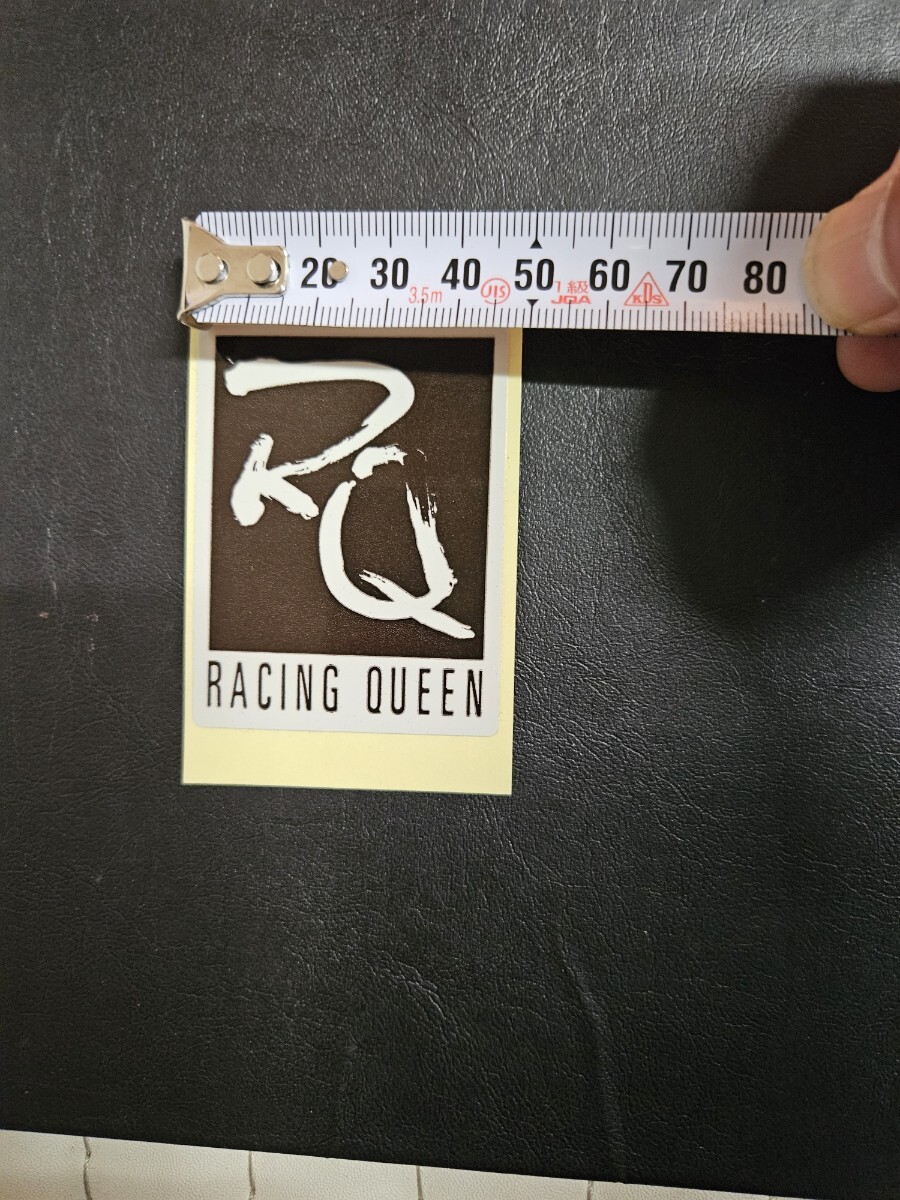 20 30 40 50 60 70 80
3.5m JIS 1級 JQA KDS
RQ
RACING QUEEN